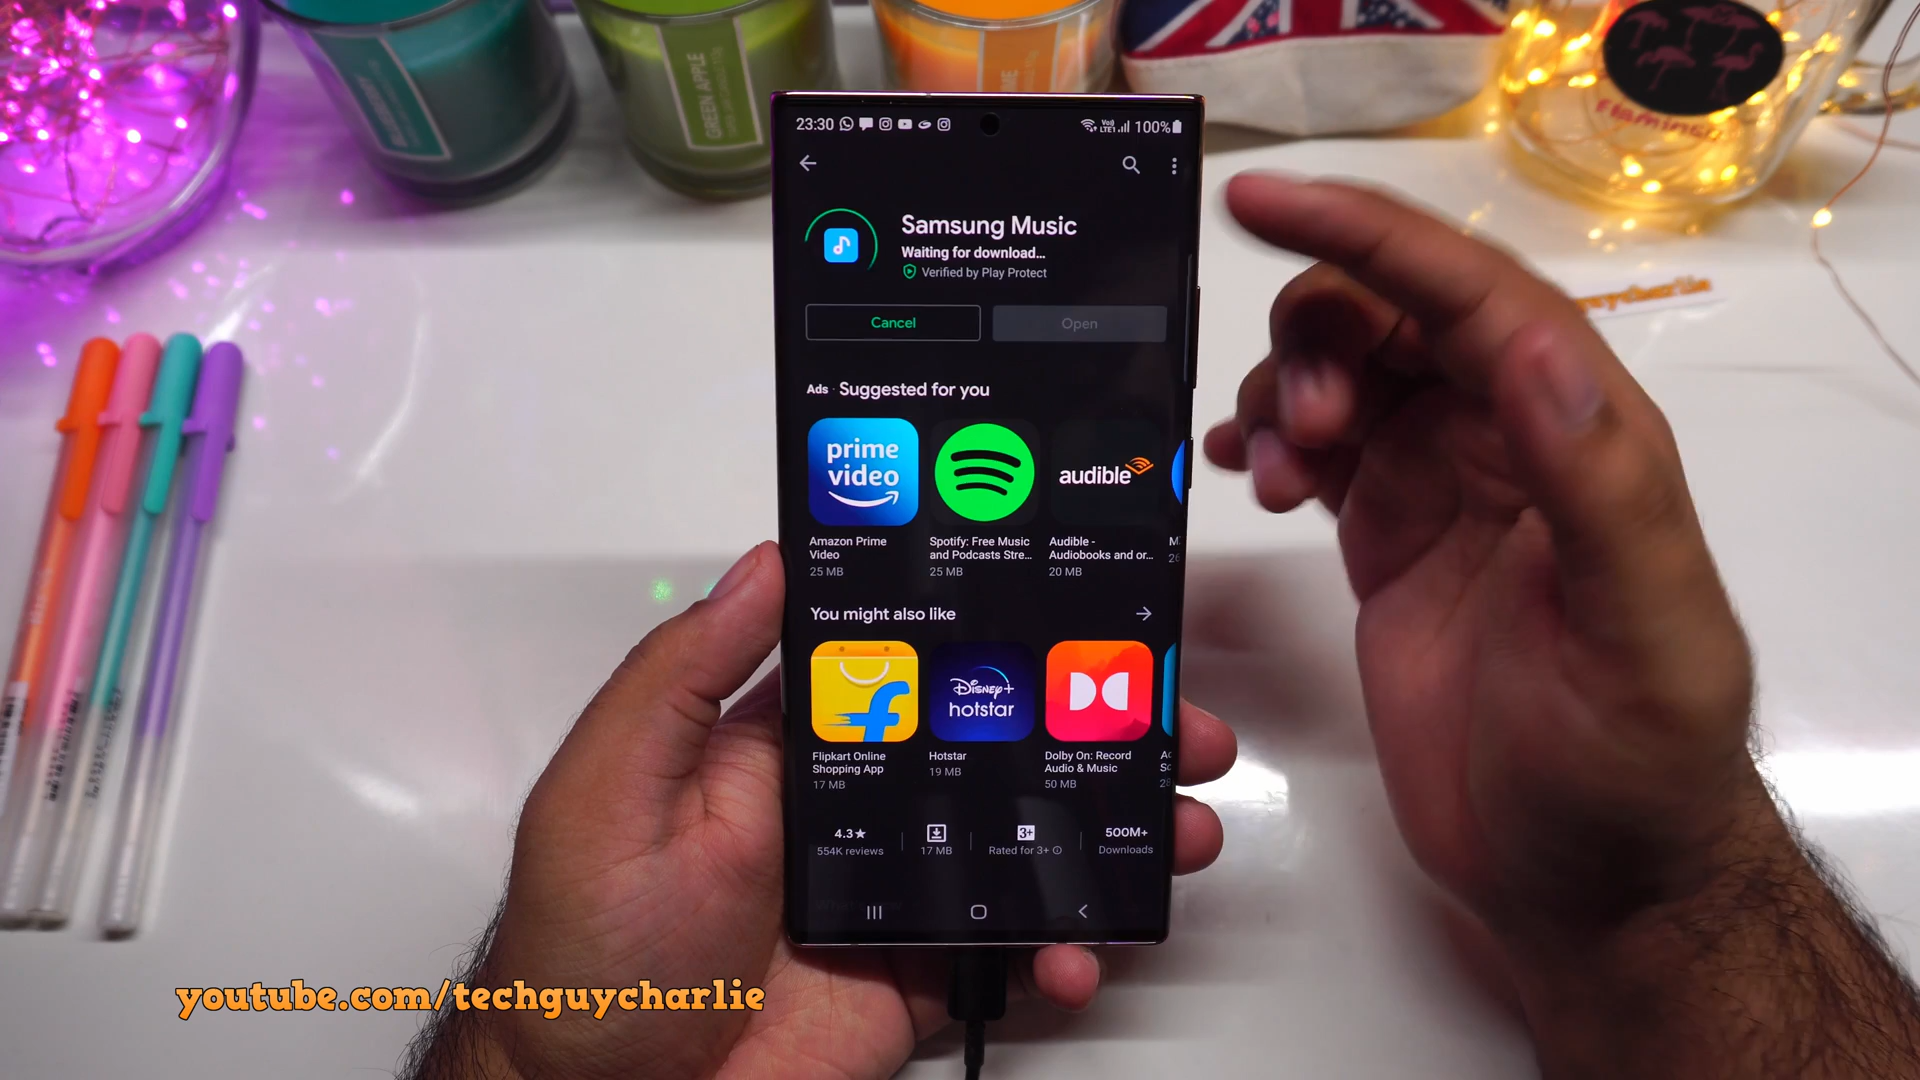 GREEN APPLE
Flamingo
guycharlie
23:30
VoD
LTE1
100%
Samsung Music
Waiting for download...
Verified by Play Protect
Cancel
Open
Ads · Suggested for you
prime
video
audible
Amazon Prime
Video
25 MB
Spotify: Free Music
and Podcasts Stre...
25 MB
Audible -
Audiobooks and or...
20 MB
You might also like
f
Disney+
hotstar
Flipkart Online
Shopping App
17 MB
Hotstar
19 MB
Dolby On: Record
Audio & Music
50 MB
4.3★
554K reviews
17 MB
3+
Rated for 3+
500M+
Downloads
youtube.com/techguycharlie